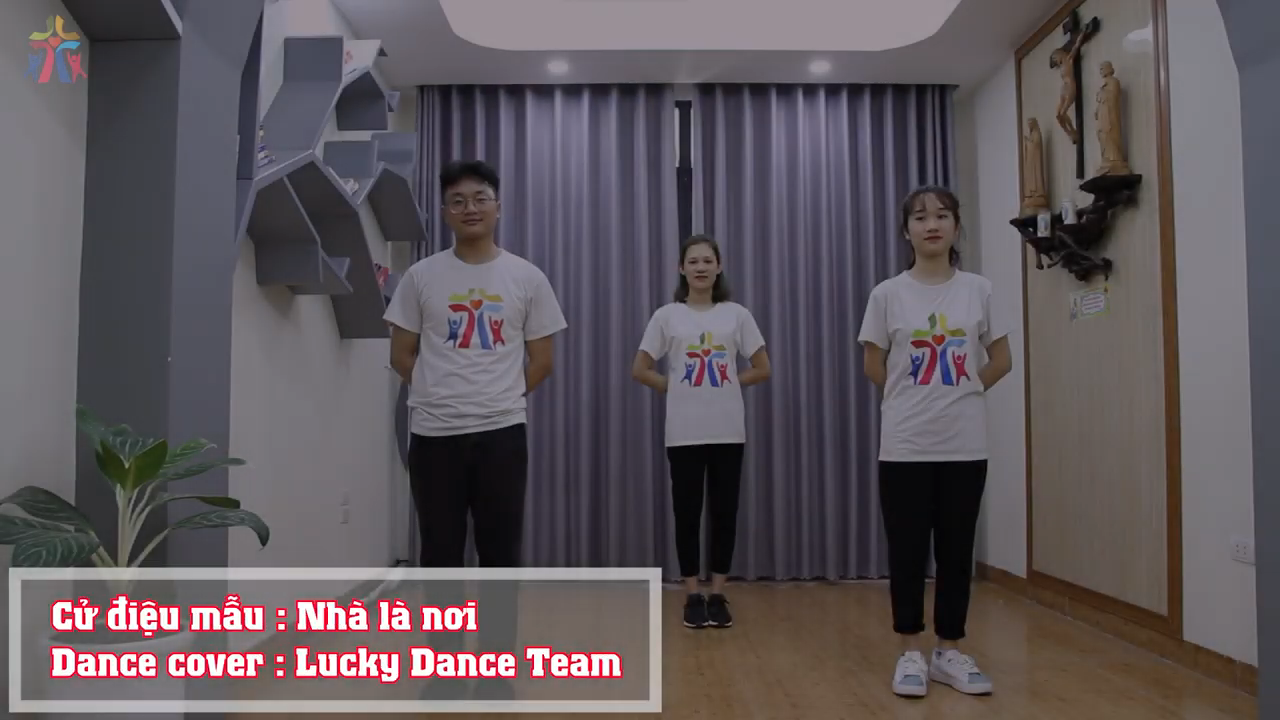 Cử điệu mẫu : Nhà là nơi
Dance cover : Lucky Dance Team